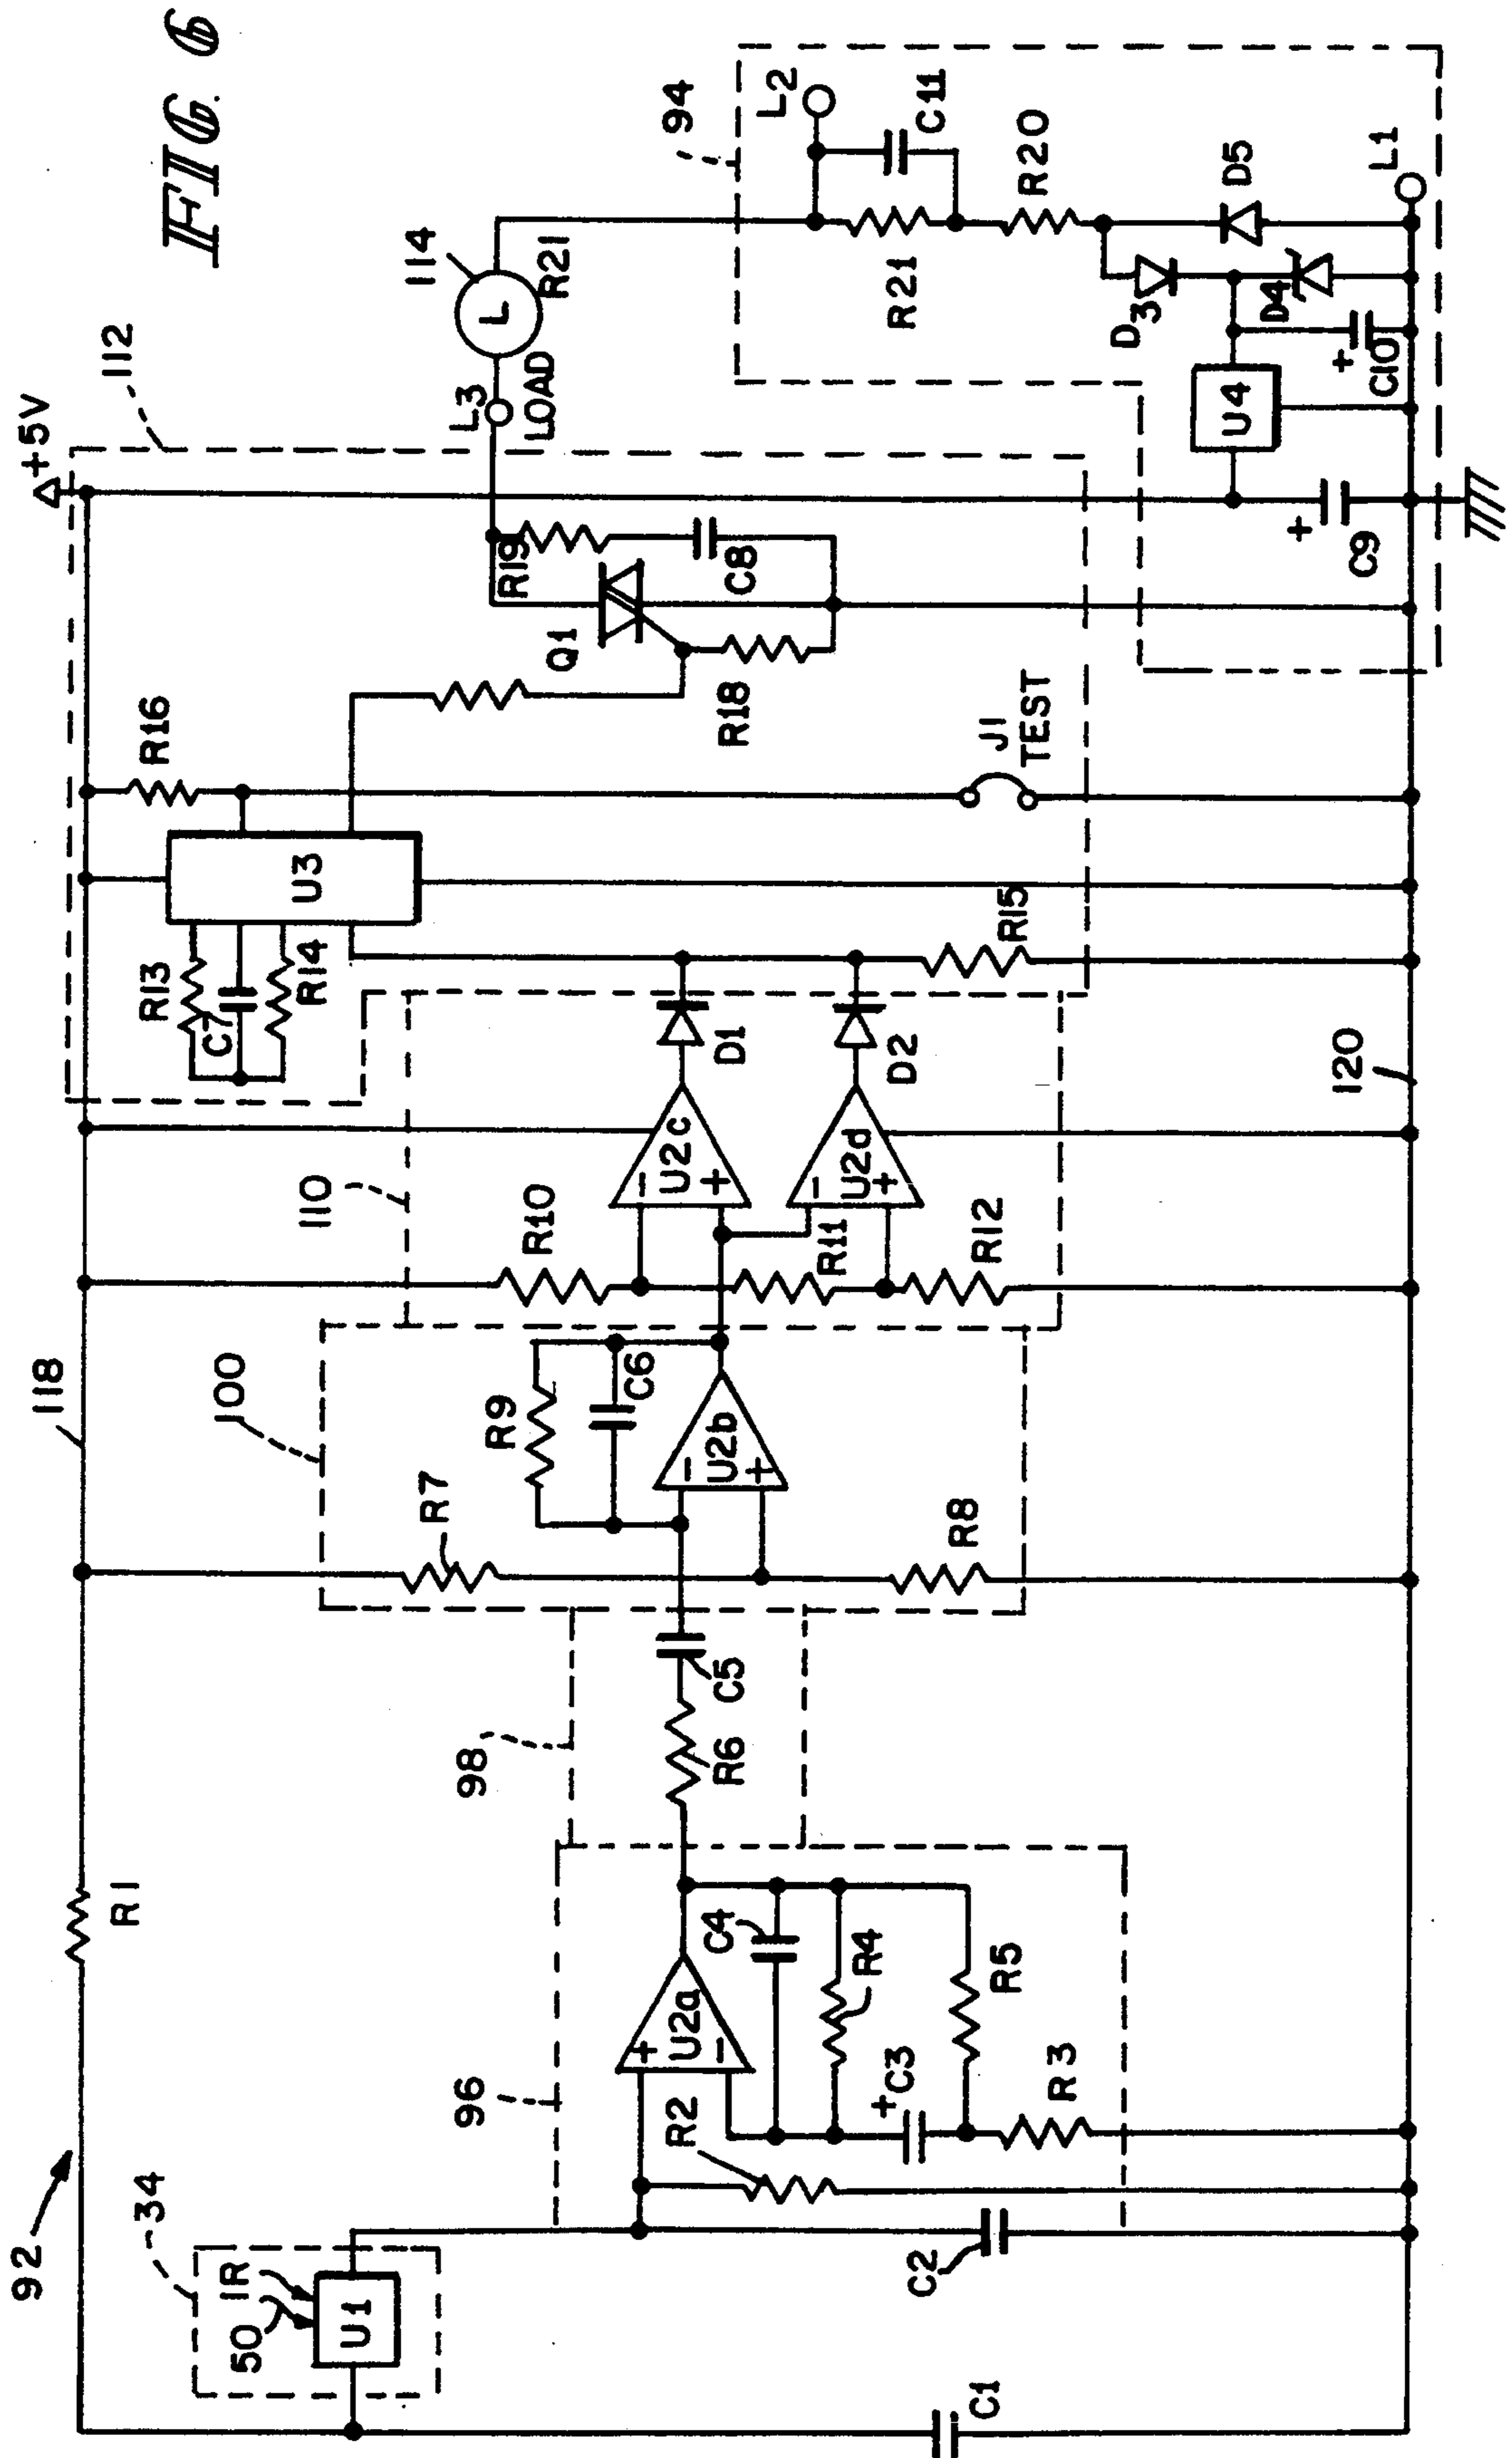 FIG. 6
92
118
+5V
112
114
94
L2
C11
R20
D5
L1
R21
D3
D4
C10
U4
C9
L
R21
L3
LOAD
R19
C8
Q1
R18
R16
J1
TEST
U3
R13
C7
R14
R15
D1
D2
110
U2c
−
+
U2d
−
+
R10
R11
R12
120
100
R9
C6
U2b
−
+
R7
R8
98
C5
R6
R1
96
U2a
+
−
C4
R4
R5
R2
+
C3
R3
34
IR
50
U1
C2
C1
+
+